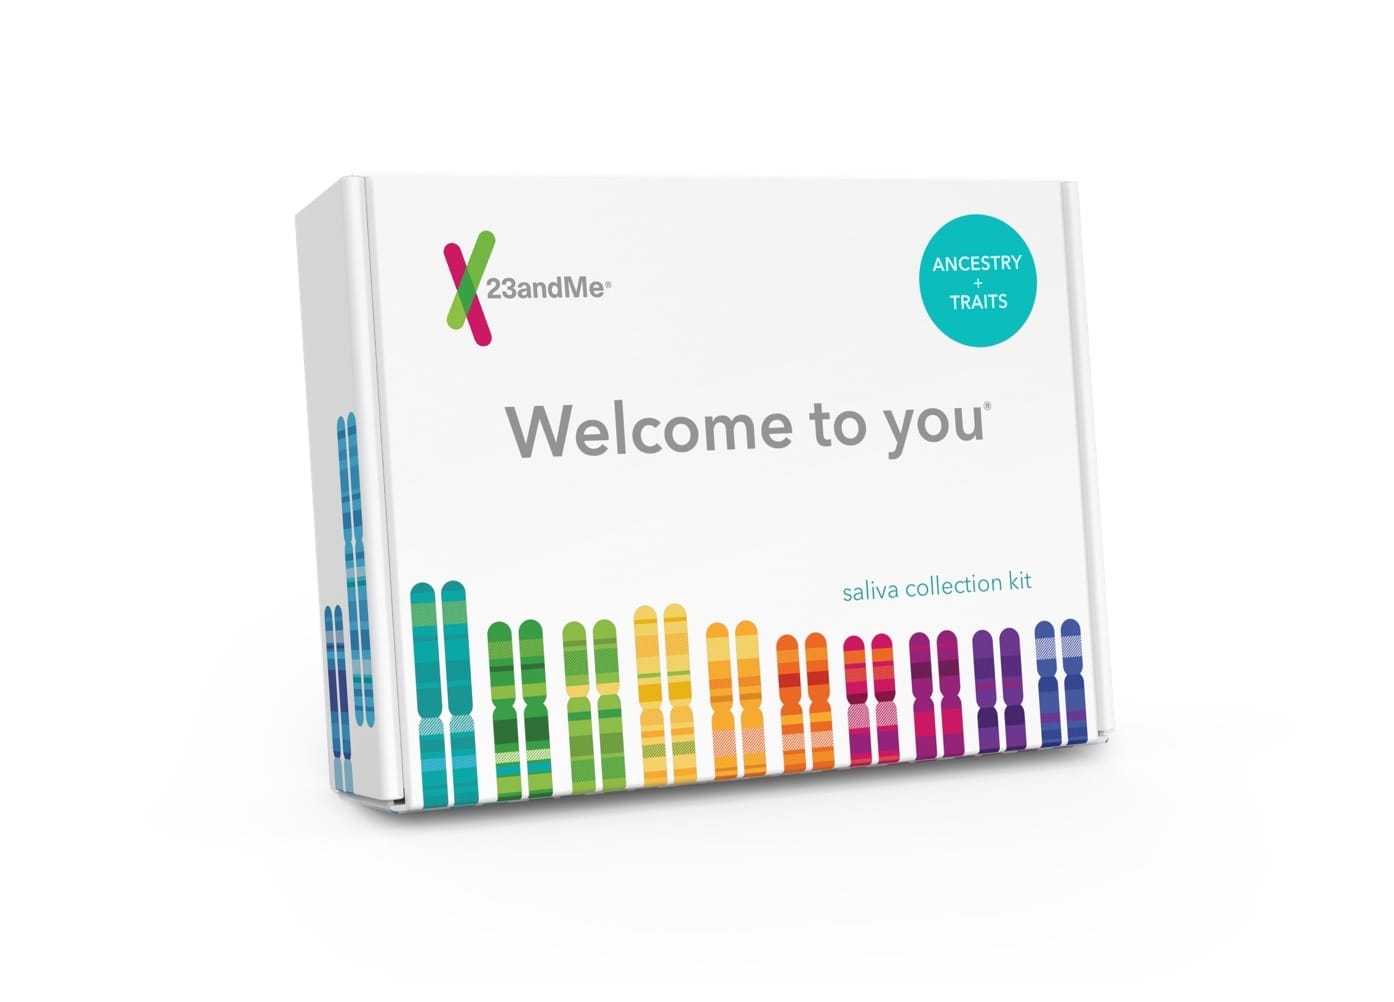 23andMe®
ANCESTRY
+
TRAITS
Welcome to you®
saliva collection kit